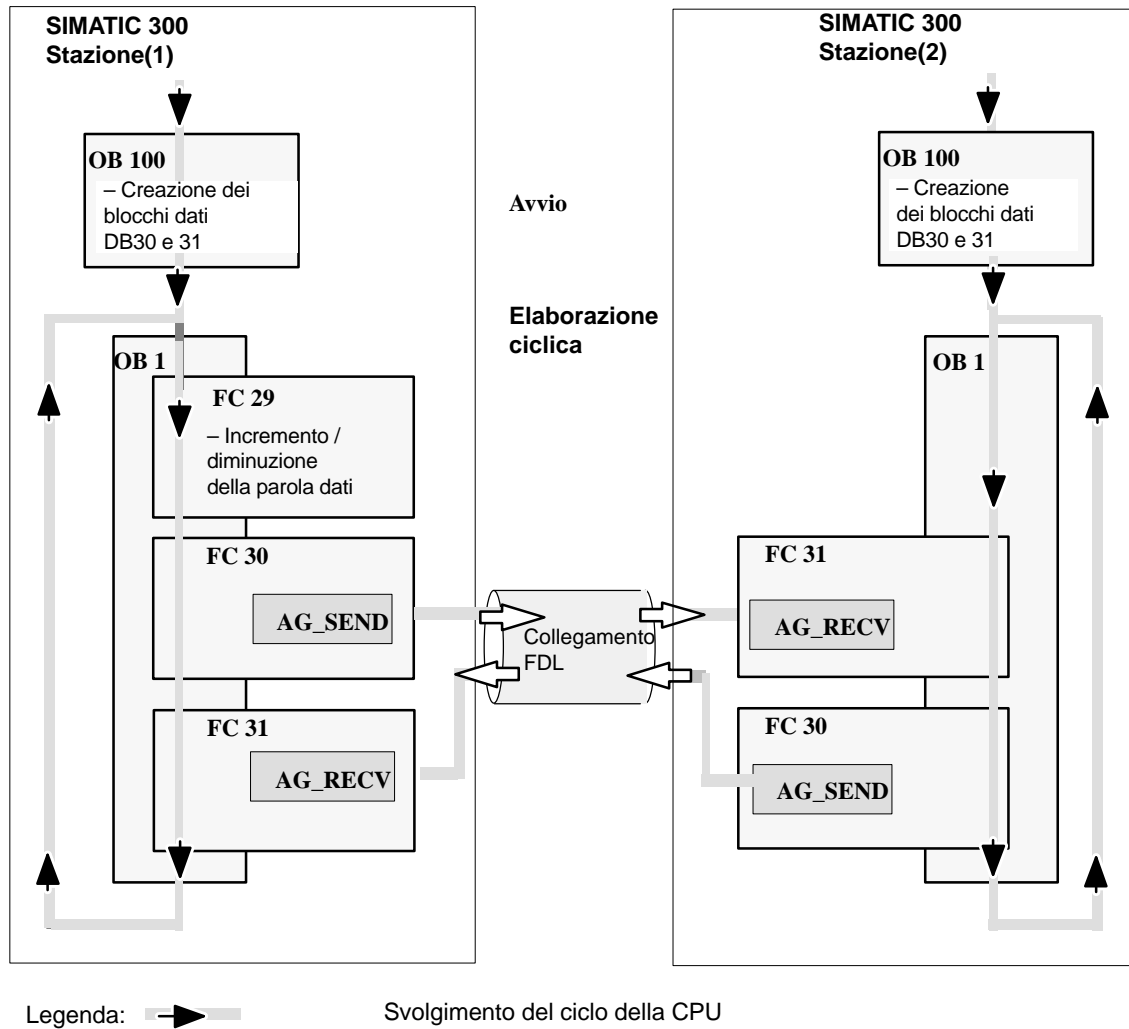 SIMATIC 300
Stazione(1)
OB 100
– Creazione dei
blocchi dati
DB30 e 31
OB 1
FC 29
– Incremento /
diminuzione
della parola dati
FC 30
AG_SEND
FC 31
AG_RECV
Avvio
Elaborazione
ciclica
Collegamento
FDL
SIMATIC 300
Stazione(2)
OB 100
– Creazione
dei blocchi dati
DB30 e 31
OB 1
FC 31
AG_RECV
FC 30
AG_SEND
Legenda:
Svolgimento del ciclo della CPU